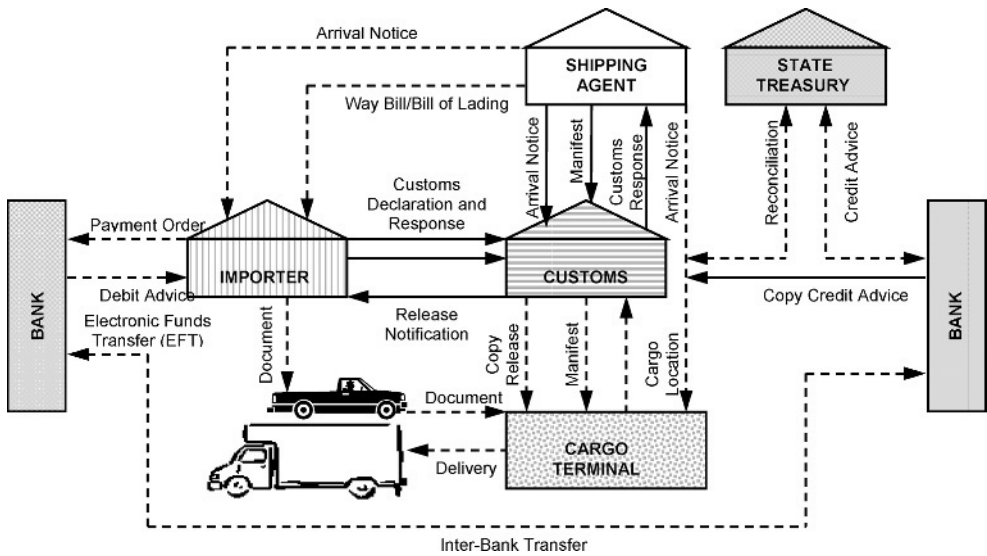 Arrival Notice
SHIPPING
AGENT
STATE
TREASURY
Way Bill/Bill of Lading
Arrival Notice
Manifest
Customs
Response
Arrival Notice
Reconciliation
Credit Advice
Customs
Declaration and
Response
Payment Order
IMPORTER
CUSTOMS
BANK
Debit Advice
Electronic Funds
Transfer (EFT)
Release
Notification
Copy Credit Advice
BANK
Document
Copy
Release
Manifest
Cargo
Location
Document
CARGO
TERMINAL
Delivery
Inter-Bank Transfer